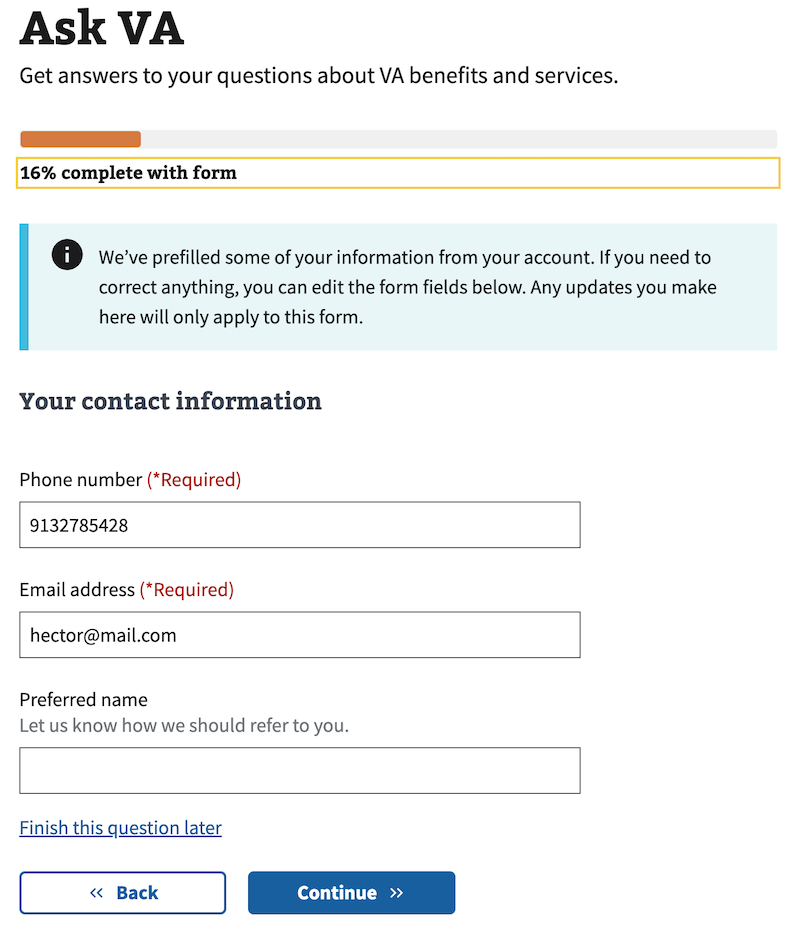 Ask VA
Get answers to your questions about VA benefits and services.
16% complete with form
We’ve prefilled some of your information from your account. If you need to
correct anything, you can edit the form fields below. Any updates you make
here will only apply to this form.
Your contact information
Phone number (*Required)
9132785428
Email address (*Required)
hector@mail.com
Preferred name
Let us know how we should refer to you.
Finish this question later
Back
Continue